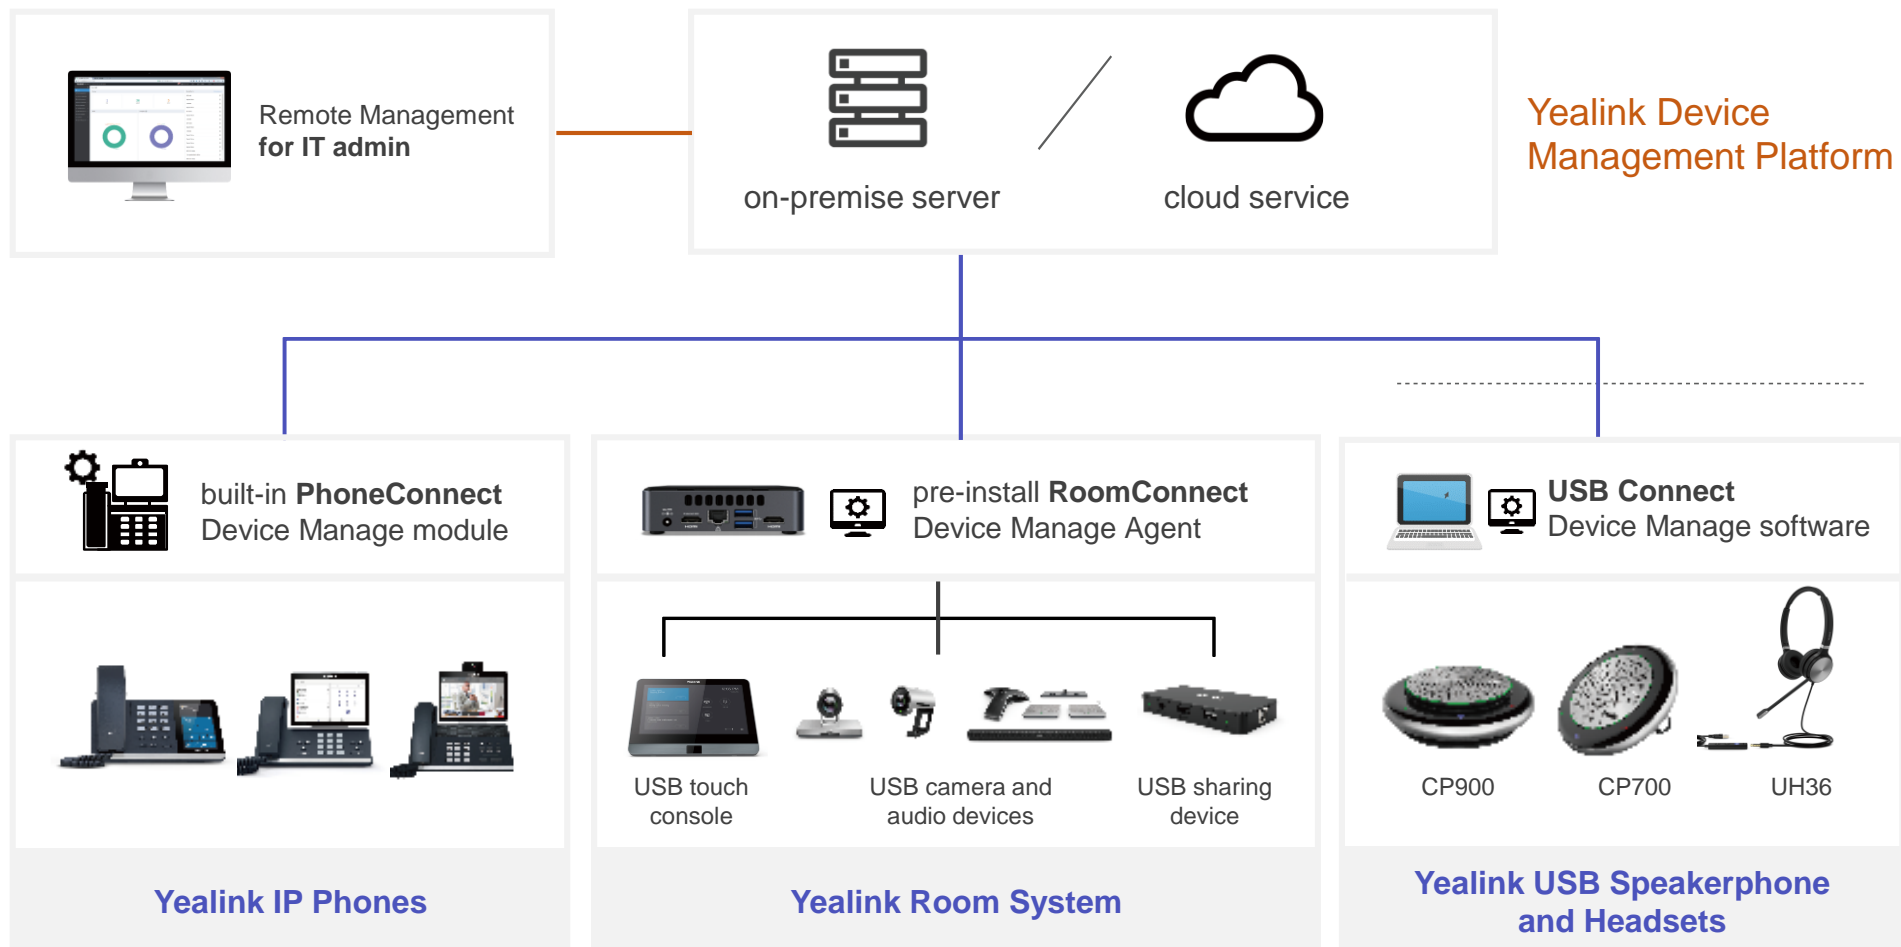 Remote Management
for IT admin
on-premise server
cloud service
Yealink Device
Management Platform
built-in PhoneConnect
Device Manage module
pre-install RoomConnect
Device Manage Agent
USB Connect
Device Manage software
USB touch
console
USB camera and
audio devices
USB sharing
device
CP900
CP700
UH36
Yealink IP Phones
Yealink Room System
Yealink USB Speakerphone
and Headsets